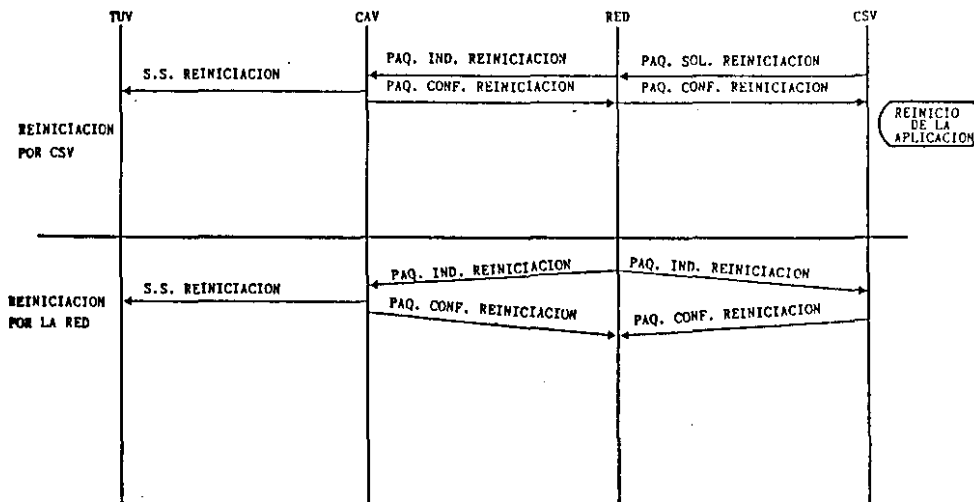 TUV CAV RED CSV
PAQ. IND. REINICIACION PAQ. SOL. REINICIACION
S.S. REINICIACION
PAQ. CONF. REINICIACION PAQ. CONF. REINICIACION
REINICIACION
POR CSV
REINICIO
DE LA
APLICACION
PAQ. IND. REINICIACION PAQ. IND. REINICIACION
S.S. REINICIACION
REINICIACION
POR LA RED
PAQ. CONF. REINICIACION PAQ. CONF. REINICIACION